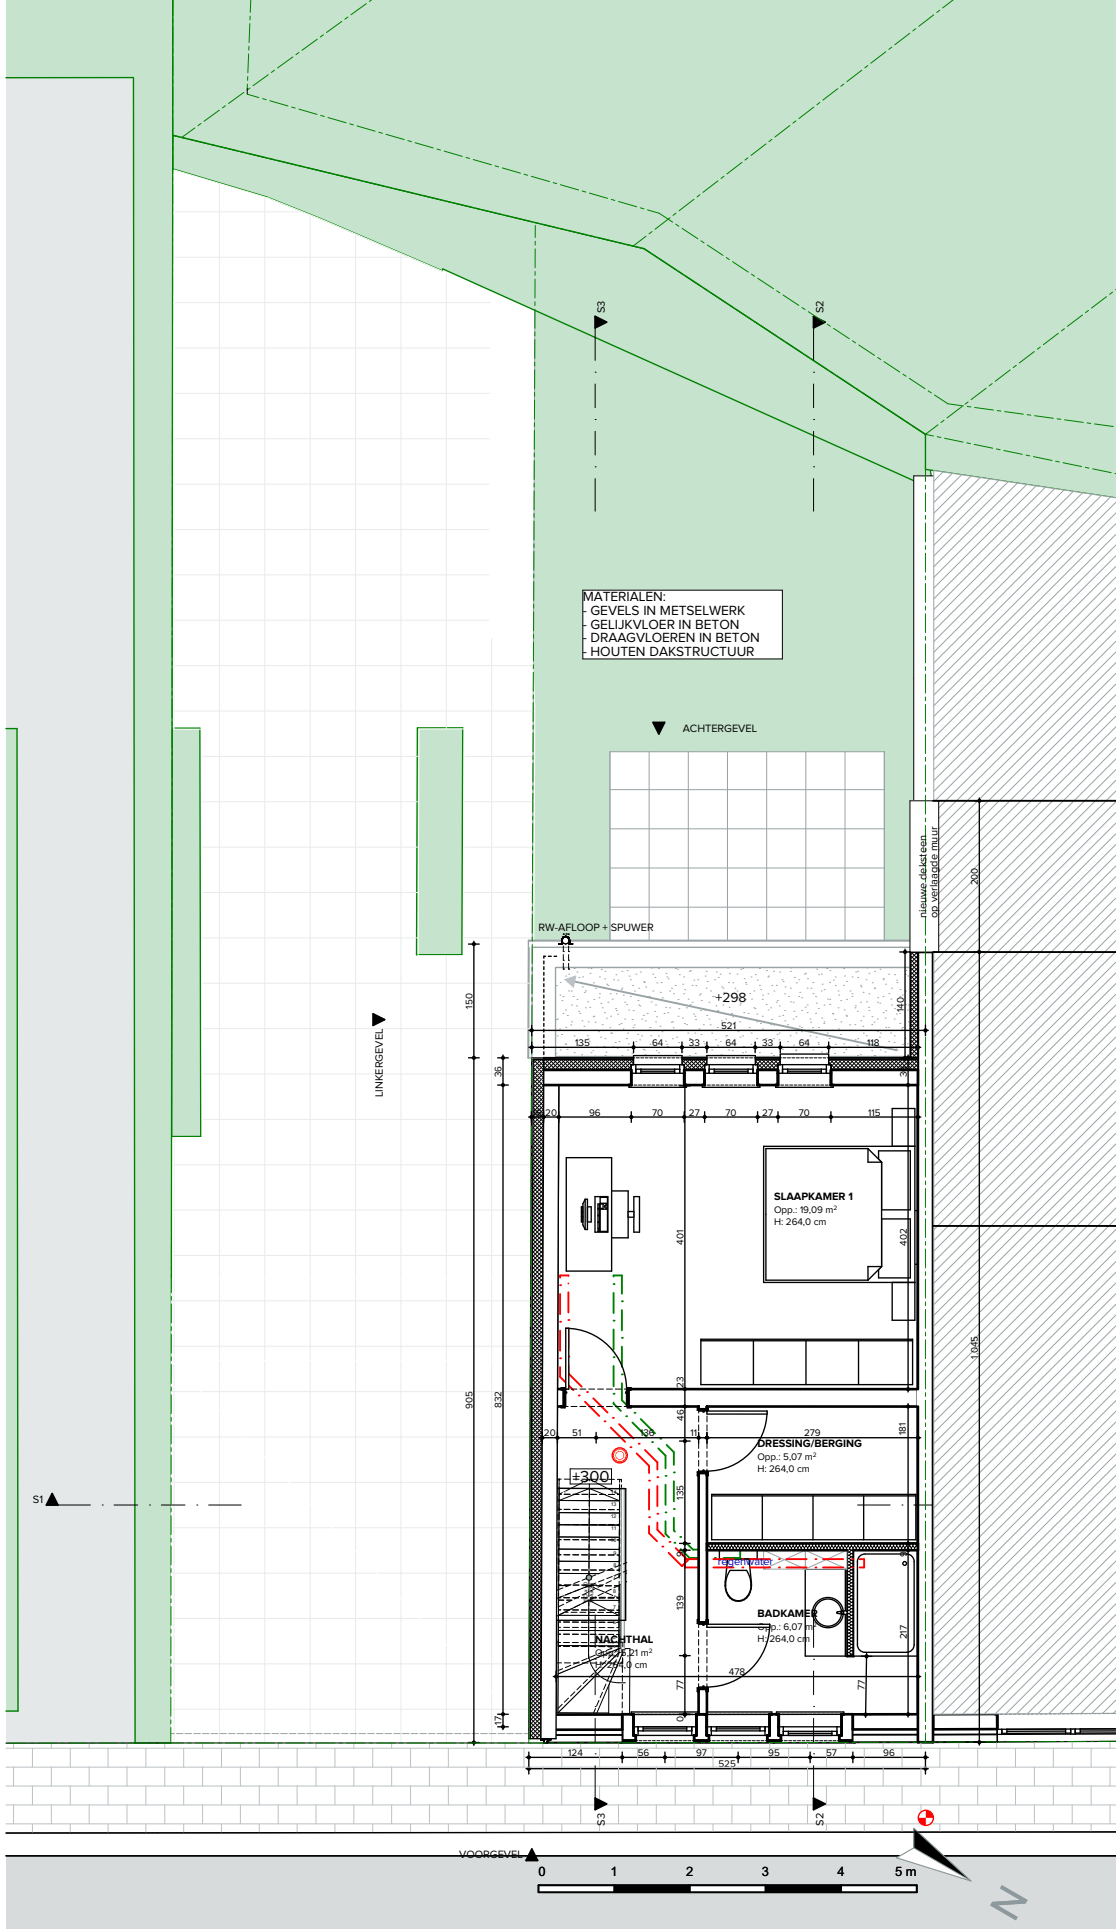 S3
S2
MATERIALEN:
- GEVELS IN METSELWERK
- GELIJKVLOER IN BETON
- DRAAGVLOEREN IN BETON
- HOUTEN DAKSTRUCTUUR
ACHTERGEVEL
nieuwe deksteen
op verlaagde muur
200
RW-AFLOOP + SPUWER
+298
140
150
521
135
64
33
64
33
64
118
LINKERGEVEL
36
20
96
70
27
70
27
70
115
SLAAPKAMER 1
Opp.: 19,09 m²
H: 264,0 cm
401
402
1.045
905
832
23
46
181
20
51
136
11
279
DRESSING/BERGING
Opp.: 5,07 m²
H: 264,0 cm
+300
135
S1
regenwater
139
BADKAMER
Opp.: 6,07 m²
H: 264,0 cm
217
NACHTHAL
478
77
77
17
124
56
97
95
57
96
525
S3
S2
VOORGEVEL
0
1
2
3
4
5 m
N